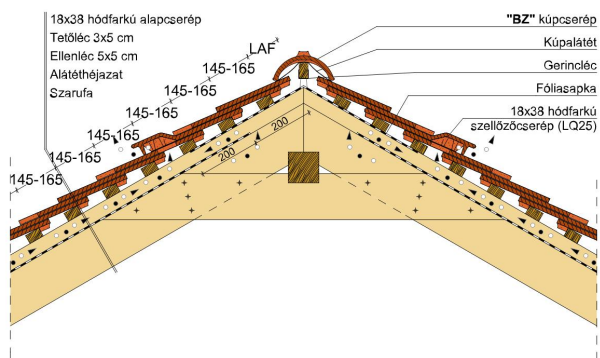 18x38 hódfarkú alapcserép
Tetőléc 3x5 cm
Ellenléc 5x5 cm
Alátéthéjazat
Szarufa
"BZ" kúpcserép
Kúpalátét
Gerincléc
Fóliasapka
18x38 hódfarkú
szellőzőcserép (LQ25)
LAF
145-165
145-165
145-165
145-165
145-165
200
200